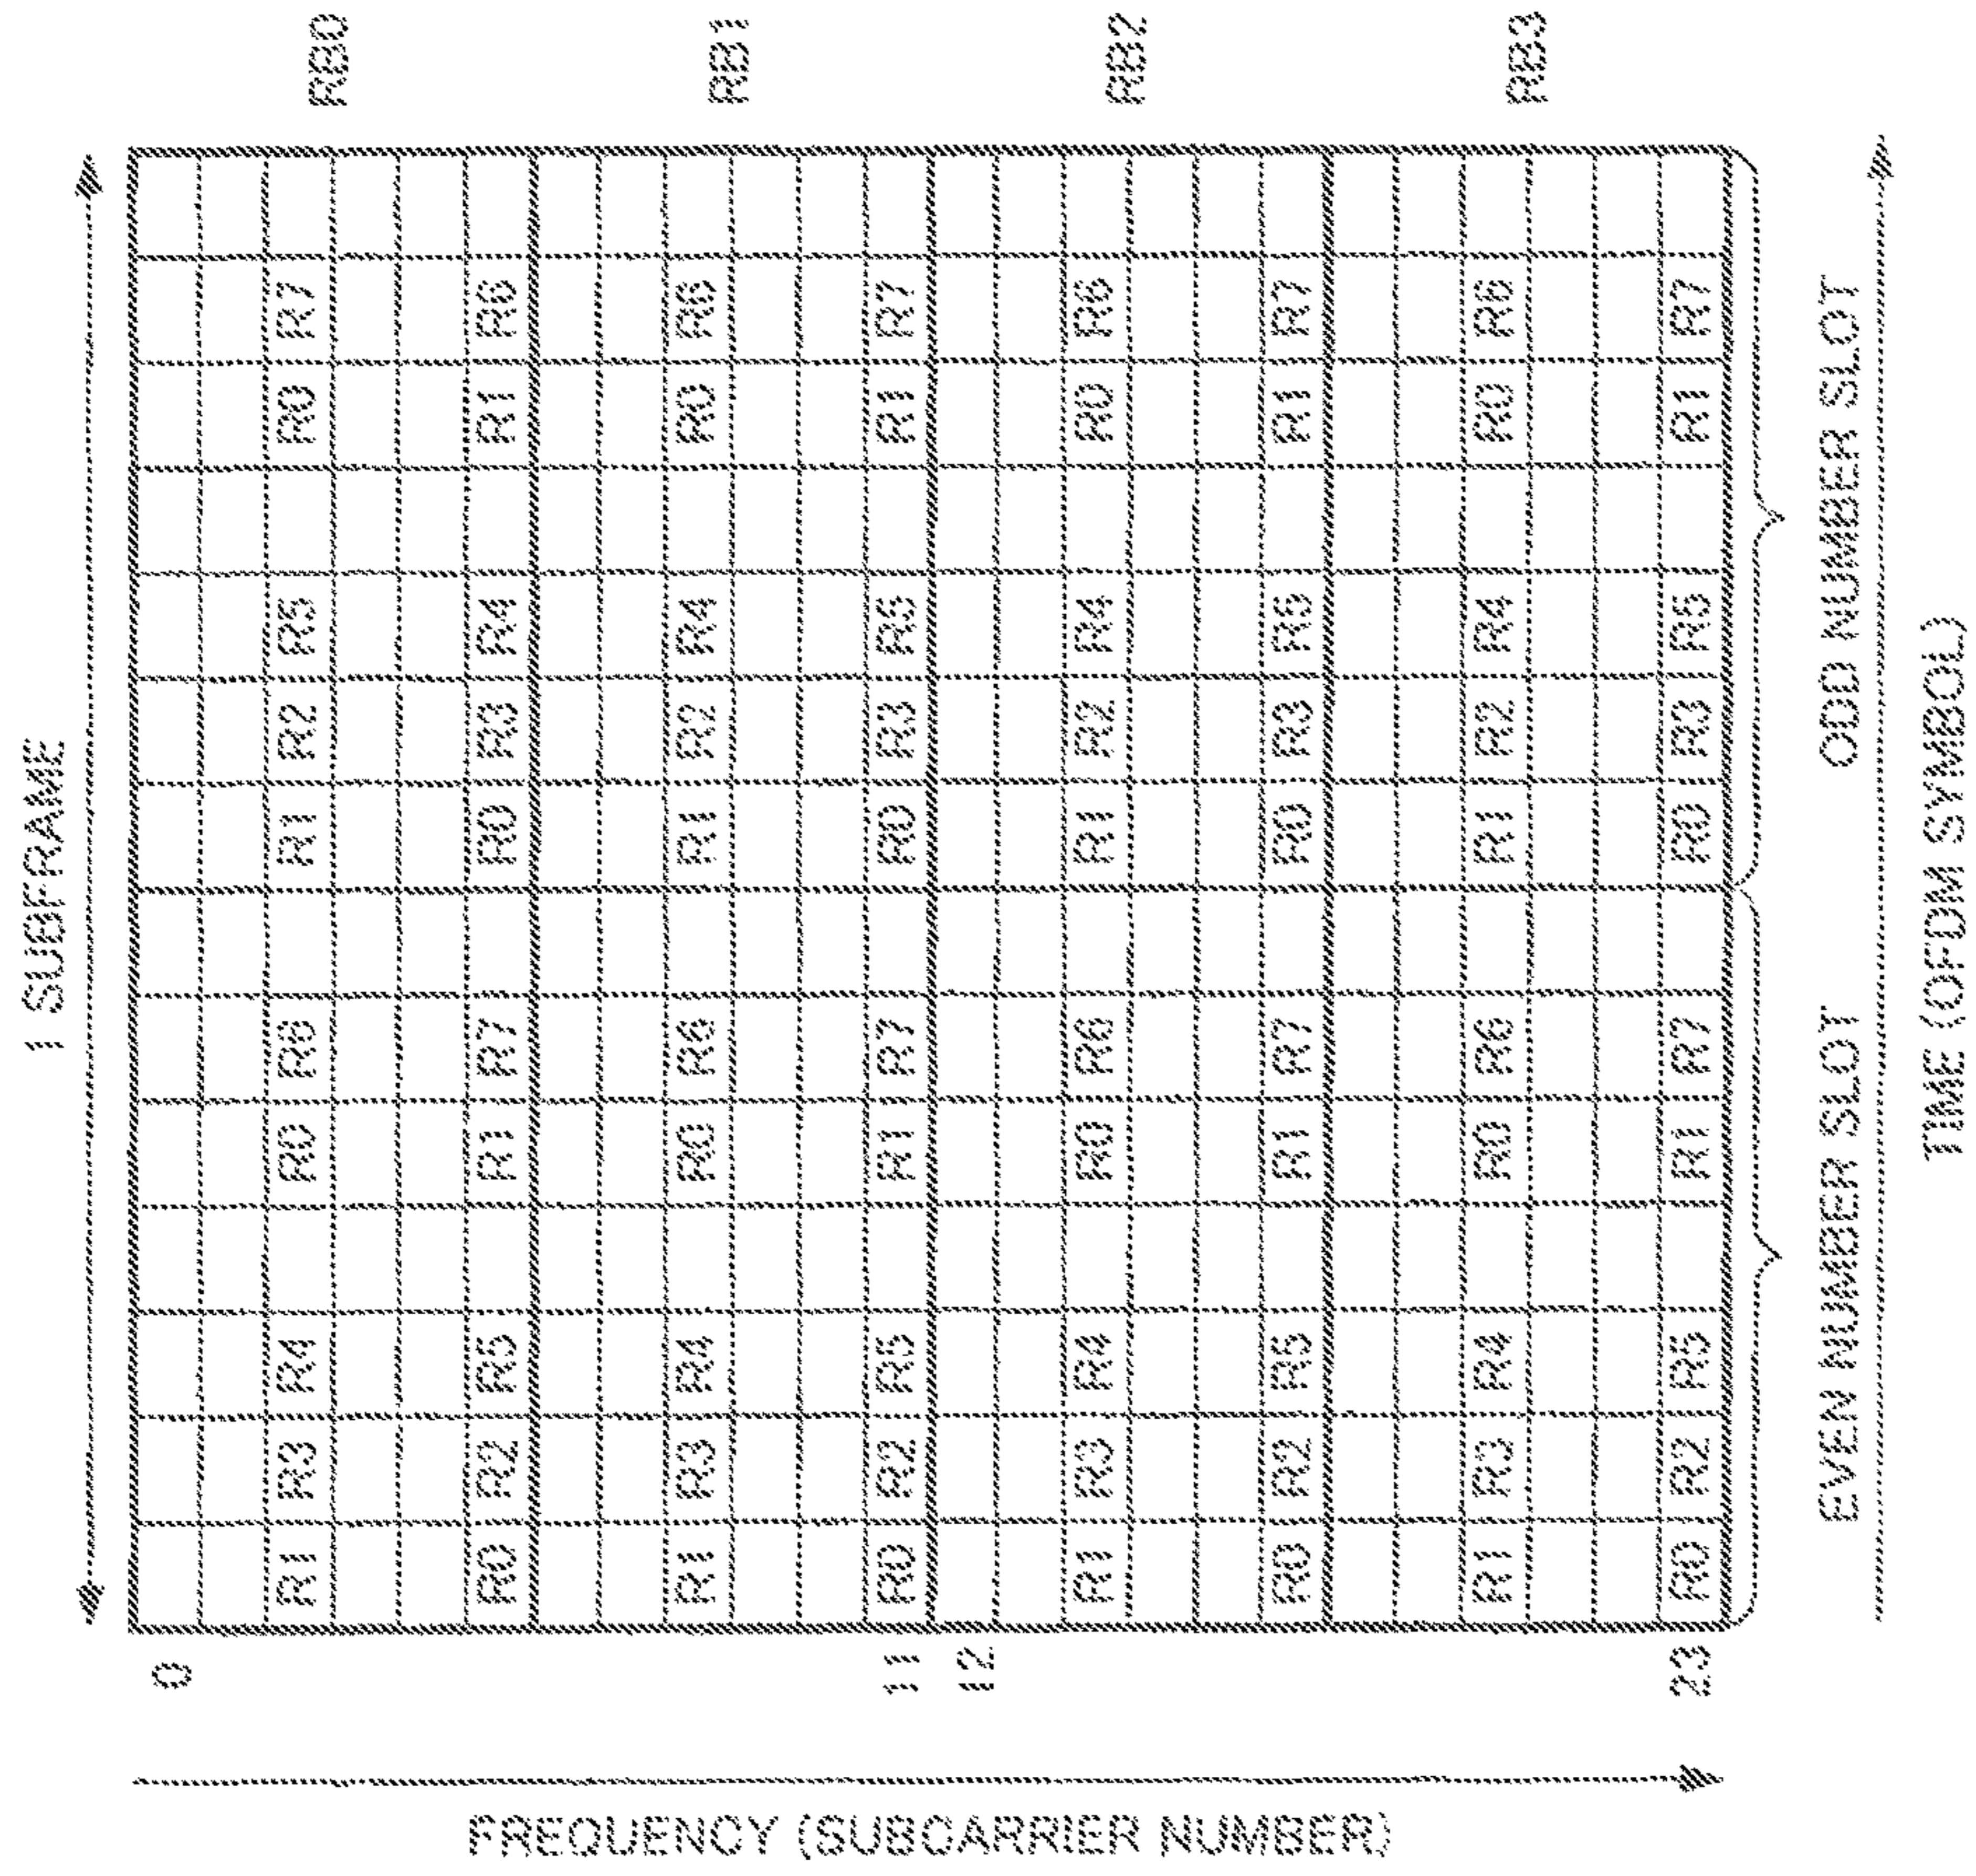 1 SUBFRAME
FREQUENCY (SUBCARRIER NUMBER)
0
R1 R3 R4 R0 R6 R1 R2 R5 R0 R7
RB0
R0 R2 R5 R1 R7 R0 R3 R4 R1 R6
R1 R3 R4 R0 R6 R1 R2 R4 R0 R6
RB1
11 R0 R2 R5 R1 R7 R0 R3 R5 R1 R7
12
R1 R3 R4 R0 R6 R1 R2 R4 R0 R6
RB2
R0 R2 R5 R1 R7 R0 R3 R5 R1 R7
R1 R3 R4 R0 R6 R1 R2 R4 R0 R6
RB3
23 R0 R2 R5 R1 R7 R0 R3 R5 R1 R7
EVEN NUMBER SLOT ODD NUMBER SLOT
TIME (OFDM SYMBOL)